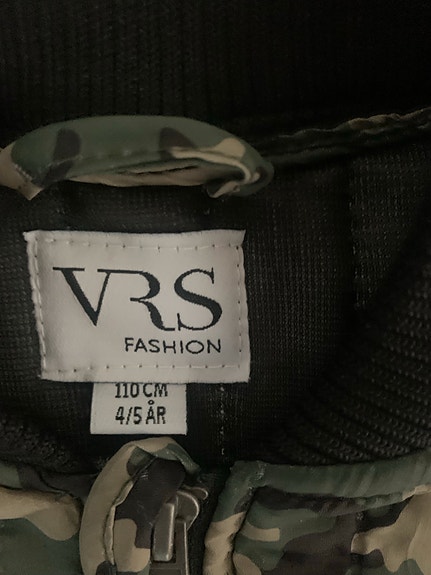 VRS
FASHION
110 CM
4/5 ÅR